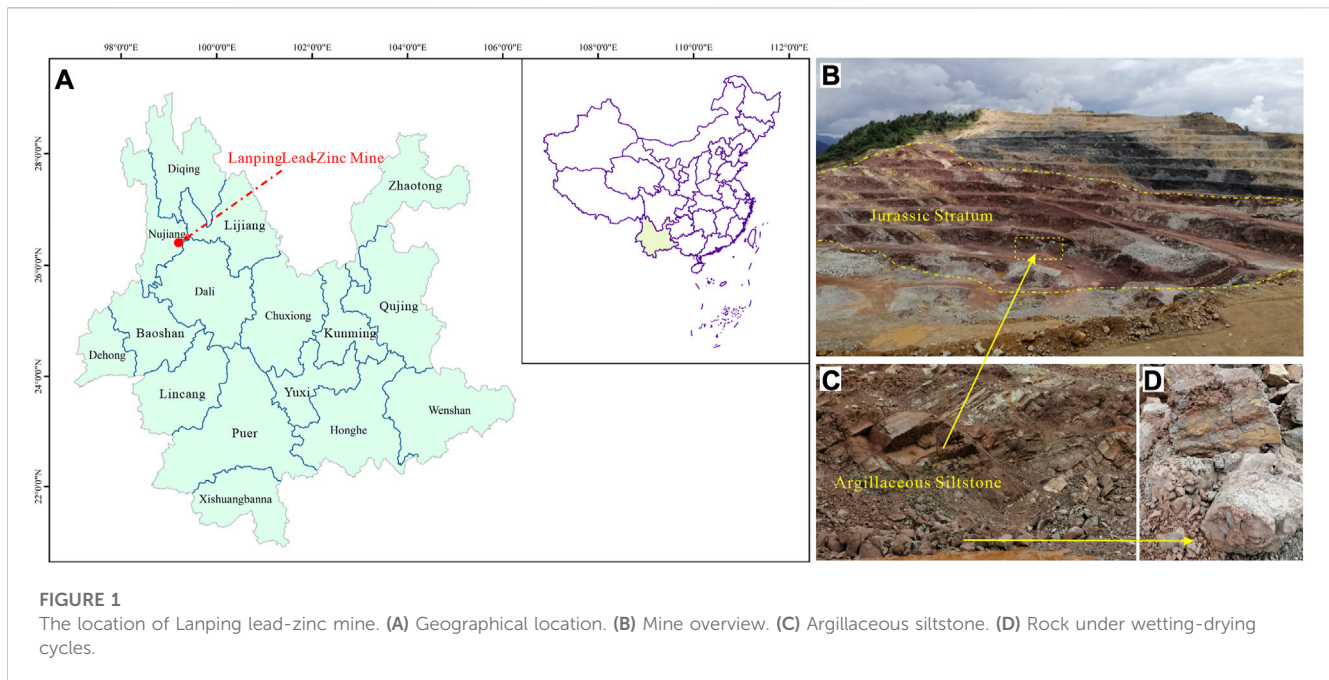 98°0'0"E 100°0'0"E 102°0'0"E 104°0'0"E 106°0'0"E 108°0'0"E 110°0'0"E 112°0'0"E
A
28°0'0"N
26°0'0"N
24°0'0"N
22°0'0"N
Diqing
LanpingLead-Zinc Mine
Zhaotong
Nujiang
Lijiang
Dali
Qujing
Chuxiong
Baoshan
Kunming
Dehong
Lincang
Yuxi
Wenshan
Puer
Honghe
Xishuangbanna
B
Jurassic Stratum
C
Argillaceous Siltstone
D
FIGURE 1
The location of Lanping lead-zinc mine. (A) Geographical location. (B) Mine overview. (C) Argillaceous siltstone. (D) Rock under wetting-drying
cycles.